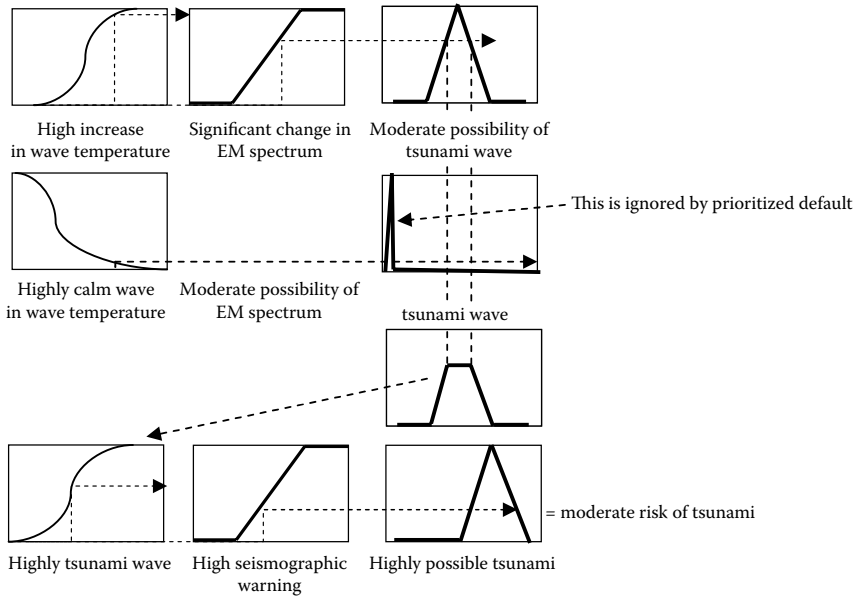 High increase
in wave temperature
Significant change in
EM spectrum
Moderate possibility of
tsunami wave
This is ignored by prioritized default
Highly calm wave
in wave temperature
Moderate possibility of
EM spectrum
tsunami wave
= moderate risk of tsunami
Highly tsunami wave
High seismographic
warning
Highly possible tsunami